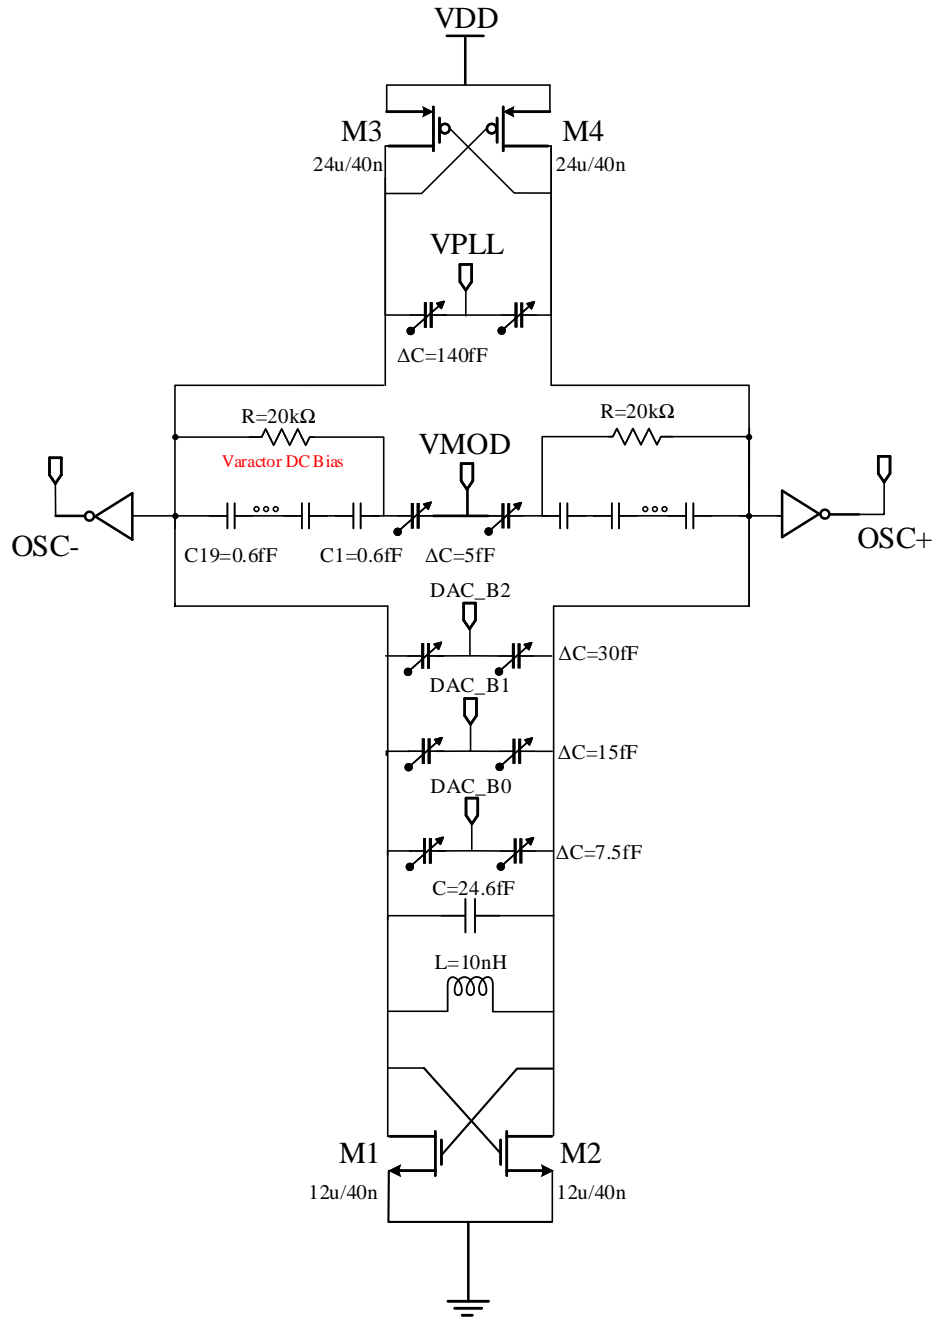 VDD
M3
M4
24u/40n
24u/40n
VPLL
ΔC=140fF
R=20kΩ
R=20kΩ
Varactor DC Bias
VMOD
OSC-
OSC+
C19=0.6fF
C1=0.6fF
ΔC=5fF
DAC_B2
ΔC=30fF
DAC_B1
ΔC=15fF
DAC_B0
ΔC=7.5fF
C=24.6fF
L=10nH
M1
M2
12u/40n
12u/40n